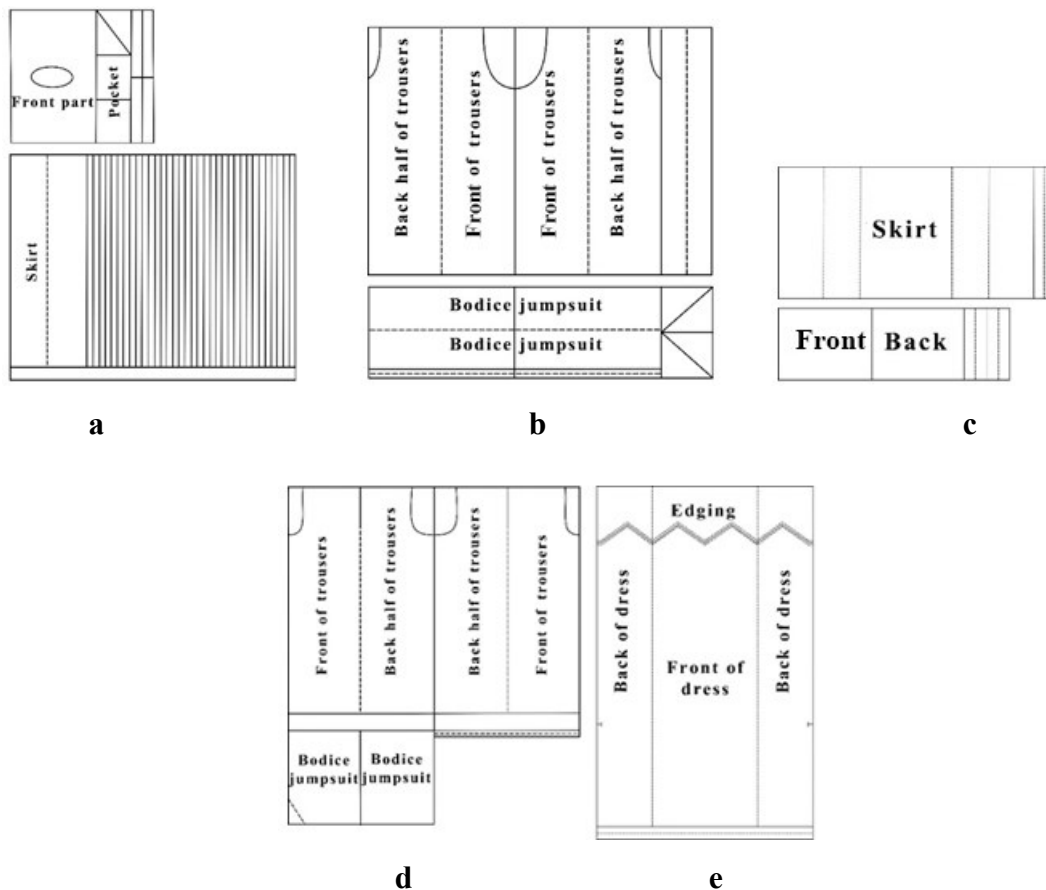 Front part
Pocket
Skirt
a
Back half of trousers
Front of trousers
Front of trousers
Back half of trousers
Bodice jumpsuit
Bodice jumpsuit
b
Skirt
Front
Back
c
Front of trousers
Back half of trousers
Back half of trousers
Front of trousers
Bodice
jumpsuit
Bodice
jumpsuit
d
Edging
Back of dress
Front of
dress
Back of dress
e